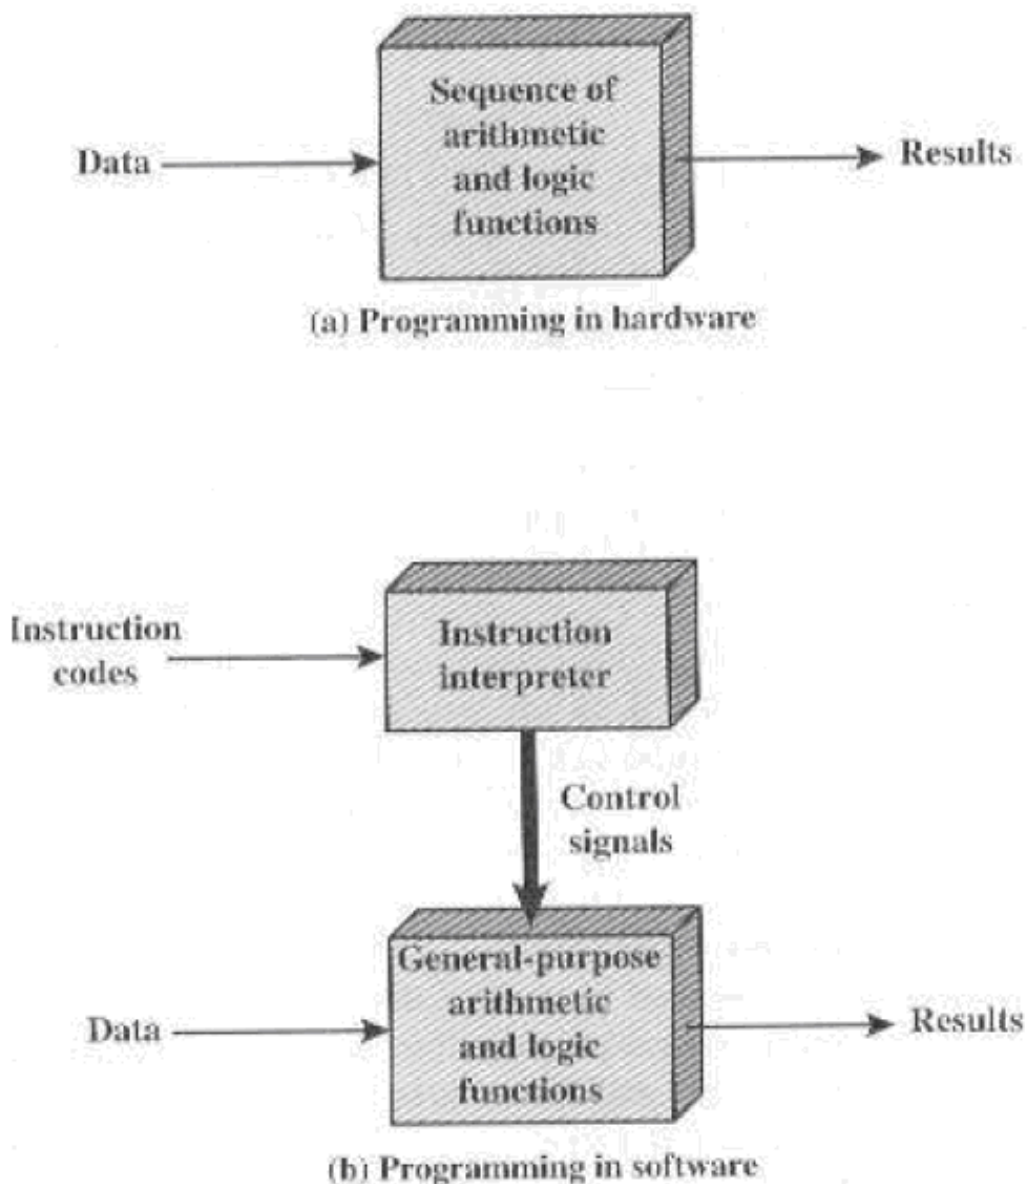 Sequence of
arithmetic
and logic
functions
Data
Results
(a) Programming in hardware
Instruction
codes
Instruction
interpreter
Control
signals
General-purpose
arithmetic
and logic
functions
Data
Results
(b) Programming in software